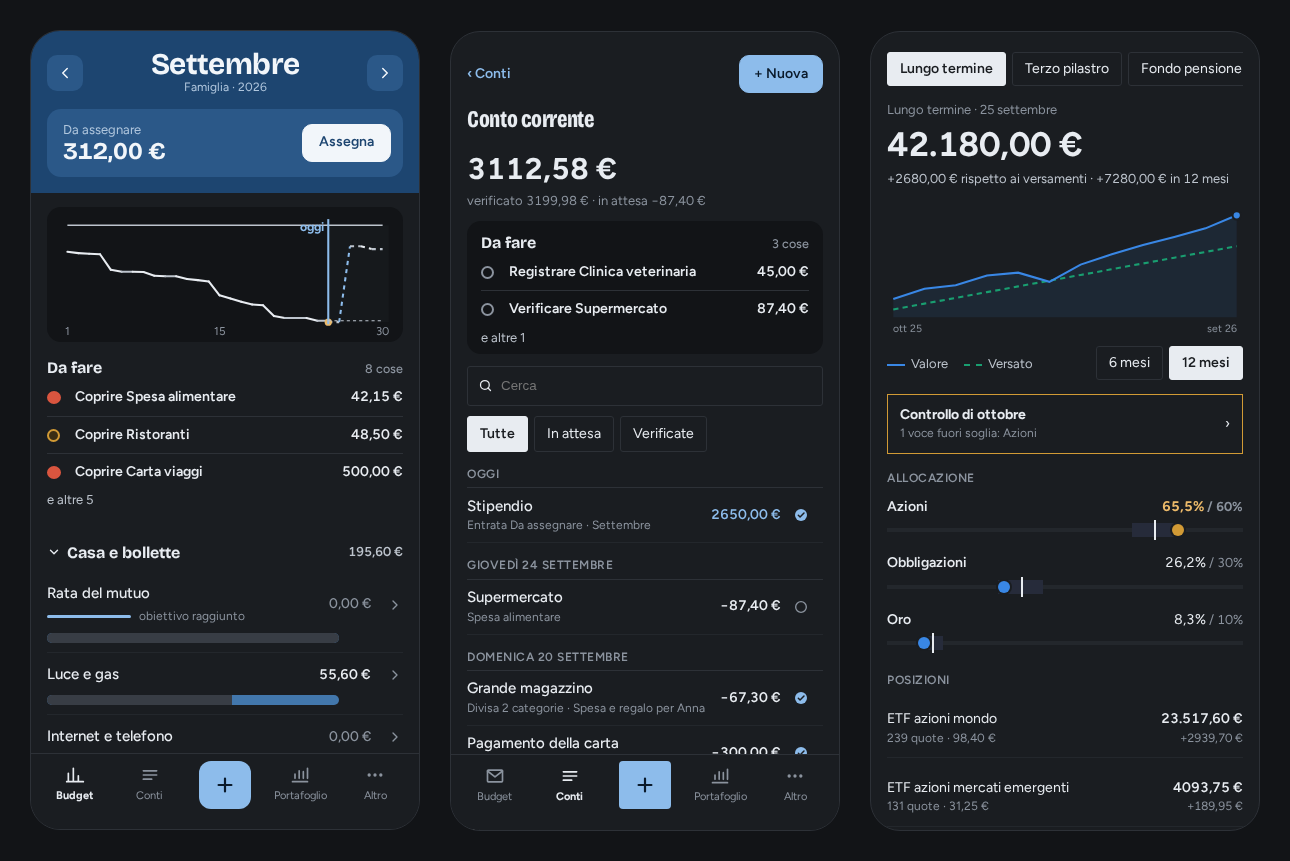 Settembre
Famiglia · 2026
Da assegnare
312,00 €
Assegna
oggi
1 15 30
Da fare 8 cose
Coprire Spesa alimentare 42,15 €
Coprire Ristoranti 48,50 €
Coprire Carta viaggi 500,00 €
e altre 5
Casa e bollette 195,60 €
Rata del mutuo 0,00 €
obiettivo raggiunto
Luce e gas 55,60 €
Internet e telefono 0,00 €
Budget Conti + Portafoglio Altro
‹ Conti
+ Nuova
Conto corrente
3112,58 €
verificato 3199,98 € · in attesa −87,40 €
Da fare 3 cose
Registrare Clinica veterinaria 45,00 €
Verificare Supermercato 87,40 €
e altre 1
Cerca
Tutte In attesa Verificate
OGGI
Stipendio 2650,00 €
Entrata Da assegnare · Settembre
GIOVEDÌ 24 SETTEMBRE
Supermercato −87,40 €
Spesa alimentare
DOMENICA 20 SETTEMBRE
Grande magazzino −67,30 €
Divisa 2 categorie · Spesa e regalo per Anna
Pagamento della carta −300,00 €
Budget Conti + Portafoglio Altro
Lungo termine Terzo pilastro Fondo pensione
Lungo termine · 25 settembre
42.180,00 €
+2680,00 € rispetto ai versamenti · +7280,00 € in 12 mesi
ott 25 set 26
Valore Versato 6 mesi 12 mesi
Controllo di ottobre
1 voce fuori soglia: Azioni
ALLOCAZIONE
Azioni 65,5% / 60%
Obbligazioni 26,2% / 30%
Oro 8,3% / 10%
POSIZIONI
ETF azioni mondo 23.517,60 €
239 quote · 98,40 € +2939,70 €
ETF azioni mercati emergenti 4093,75 €
131 quote · 31,25 € +189,95 €